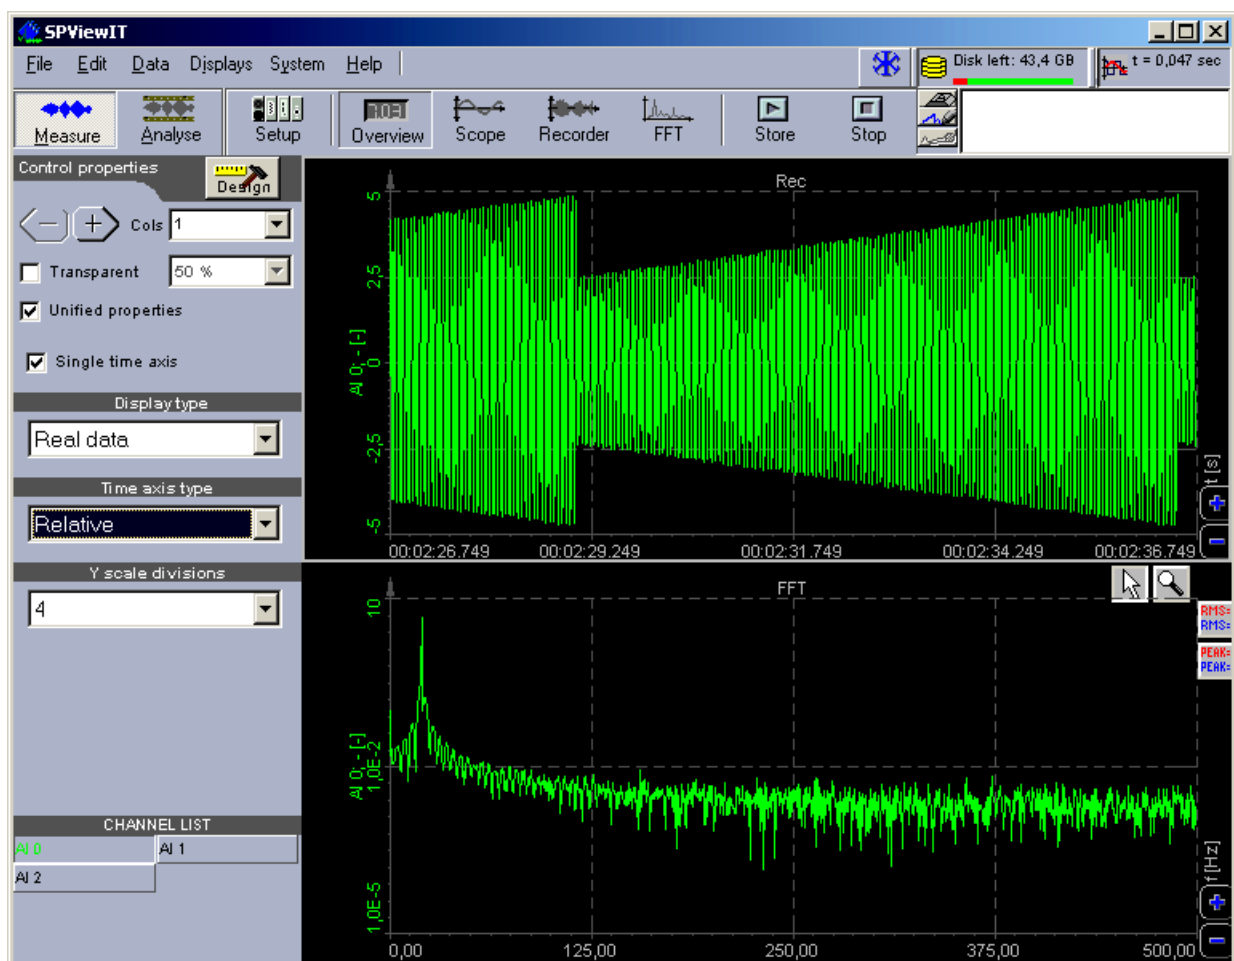 SPViewIT
File Edit Data Displays System Help
Disk left: 43,4 GB
t = 0,047 sec
Measure Analyse Setup Overview Scope Recorder FFT Store Stop
Control properties
Design
Cols 1
Transparent 50 %
Unified properties
Single time axis
Display type
Real data
Time axis type
Relative
Y scale divisions
4
CHANNEL LIST
AI 0 AI 1
AI 2
Rec
5
2,5
0
-2,5
-5
AI 0; - [-]
t [s]
00:02:26.749 00:02:29.249 00:02:31.749 00:02:34.249 00:02:36.749
FFT
10
1,0E-2
1,0E-5
AI 0; - [-]
RMS=
RMS=
PEAK=
PEAK=
f [Hz]
0,00 125,00 250,00 375,00 500,00